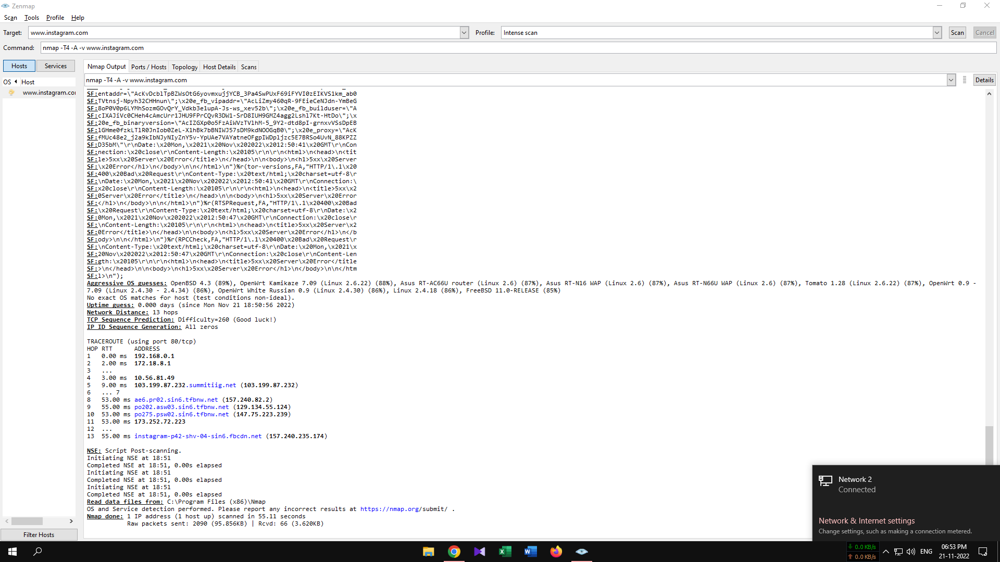 Zenmap
Scan Tools Profile Help
Target: www.instagram.com Profile: Intense scan Scan Cancel
Command: nmap -T4 -A -v www.instagram.com
Hosts Services Nmap Output Ports / Hosts Topology Host Details Scans
OS Host nmap -T4 -A -v www.instagram.com Details
www.instagram.co
SF:entaddr=\"AcKvDcblTpBZWsOtG6yovmxujjYCB_3Pa4SwPUxF69iFYVI0zEIKVS1km_ab0
SF:TVtnsj-Npyh32CHHnun\";\x20e_fb_vipaddr=\"AcLiZmy460qR-9FEieCeNJdn-YmBeG
SF:8oP0V0p6LYMhSozmGOvQrY_Vdkb3e1upA-Js-ws_xev52b\";\x20e_fb_builduser=\"A
SF:cIXAJiVc0CHeh4cAmcUrr1JHU9FPrCQvR3DW1-SrD8IUH9GMZ4agg2Lshl7Kt-HtDo\";\x
SF:20e_fb_binaryversion=\"AcIZGXp0o5FzAiWVzTVlhM-5_9Y2-dtd8pI-grnxvVSsDpEB
SF:lGHme0fzkLTlR0JnIob0ZeL-X1hBk7bBNIWJ57sDM9kdNOOGqB0\";\x20e_proxy=\"AcK
SF:fMUc48e2_j2a9kIbNJyNIyZnY5v-YpUAe7VAYatneOFgpIWDpljzc5E7BRSo4UvN_88KPZZ
SF:D35bM\"\r\nDate:\x20Mon,\x2021\x20Nov\x202022\x2012:50:41\x20GMT\r\nCon
SF:nection:\x20close\r\nContent-Length:\x20105\r\n\r\n<html>\n<head>\n<tit
SF:le>5xx\x20Server\x20Error</title>\n</head>\n\n<body>\n<h1>5xx\x20Server
SF:\x20Error</h1>\n</body>\n\n</html>\n")%r(tor-versions,FA,"HTTP/1\.1\x20
SF:400\x20Bad\x20Request\r\nContent-Type:\x20text/html;\x20charset=utf-8\r
SF:\nDate:\x20Mon,\x2021\x20Nov\x202022\x2012:50:41\x20GMT\r\nConnection:\
SF:x20close\r\nContent-Length:\x20105\r\n\r\n<html>\n<head>\n<title>5xx\x2
SF:0Server\x20Error</title>\n</head>\n\n<body>\n<h1>5xx\x20Server\x20Error
SF:</h1>\n</body>\n\n</html>\n")%r(RTSPRequest,FA,"HTTP/1\.1\x20400\x20Bad
SF:\x20Request\r\nContent-Type:\x20text/html;\x20charset=utf-8\r\nDate:\x2
SF:0Mon,\x2021\x20Nov\x202022\x2012:50:47\x20GMT\r\nConnection:\x20close\r
SF:\nContent-Length:\x20105\r\n\r\n<html>\n<head>\n<title>5xx\x20Server\x2
SF:0Error</title>\n</head>\n\n<body>\n<h1>5xx\x20Server\x20Error</h1>\n</b
SF:ody>\n\n</html>\n")%r(RPCCheck,FA,"HTTP/1\.1\x20400\x20Bad\x20Request\r
SF:\nContent-Type:\x20text/html;\x20charset=utf-8\r\nDate:\x20Mon,\x2021\x
SF:20Nov\x202022\x2012:50:47\x20GMT\r\nConnection:\x20close\r\nContent-Len
SF:gth:\x20105\r\n\r\n<html>\n<head>\n<title>5xx\x20Server\x20Error</title
SF:>\n</head>\n\n<body>\n<h1>5xx\x20Server\x20Error</h1>\n</body>\n\n</htm
SF:l>\n");
Aggressive OS guesses: OpenBSD 4.3 (89%), OpenWrt Kamikaze 7.09 (Linux 2.6.22) (88%), Asus RT-AC66U router (Linux 2.6) (87%), Asus RT-N16 WAP (Linux 2.6) (87%), Asus RT-N66U WAP (Linux 2.6) (87%), Tomato 1.28 (Linux 2.6.22) (87%), OpenWrt 0.9 -
7.09 (Linux 2.4.30 - 2.4.34) (86%), OpenWrt White Russian 0.9 (Linux 2.4.30) (86%), Linux 2.4.18 (86%), FreeBSD 11.0-RELEASE (85%)
No exact OS matches for host (test conditions non-ideal).
Uptime guess: 0.000 days (since Mon Nov 21 18:50:56 2022)
Network Distance: 13 hops
TCP Sequence Prediction: Difficulty=260 (Good luck!)
IP ID Sequence Generation: All zeros
TRACEROUTE (using port 80/tcp)
HOP RTT ADDRESS
1 0.00 ms 192.168.0.1
2 2.00 ms 172.18.8.1
3 ...
4 3.00 ms 10.56.81.49
5 9.00 ms 103.199.87.232.summitiig.net (103.199.87.232)
6 ... 7
8 53.00 ms ae6.pr02.sin6.tfbnw.net (157.240.82.2)
9 55.00 ms po202.asw03.sin6.tfbnw.net (129.134.55.124)
10 53.00 ms po275.psw02.sin6.tfbnw.net (147.75.223.239)
11 53.00 ms 173.252.72.223
12 ...
13 55.00 ms instagram-p42-shv-04-sin6.fbcdn.net (157.240.235.174)
NSE: Script Post-scanning.
Initiating NSE at 18:51
Completed NSE at 18:51, 0.00s elapsed
Initiating NSE at 18:51
Completed NSE at 18:51, 0.00s elapsed
Initiating NSE at 18:51
Completed NSE at 18:51, 0.00s elapsed
Read data files from: C:\Program Files (x86)\Nmap
OS and Service detection performed. Please report any incorrect results at https://nmap.org/submit/ .
Nmap done: 1 IP address (1 host up) scanned in 55.11 seconds
Raw packets sent: 2090 (95.856KB) | Rcvd: 66 (3.620KB)
Filter Hosts
Network 2
Connected
Network & Internet settings
Change settings, such as making a connection metered.
0.0 KB/s
0.0 KB/s
ENG
06:53 PM
21-11-2022